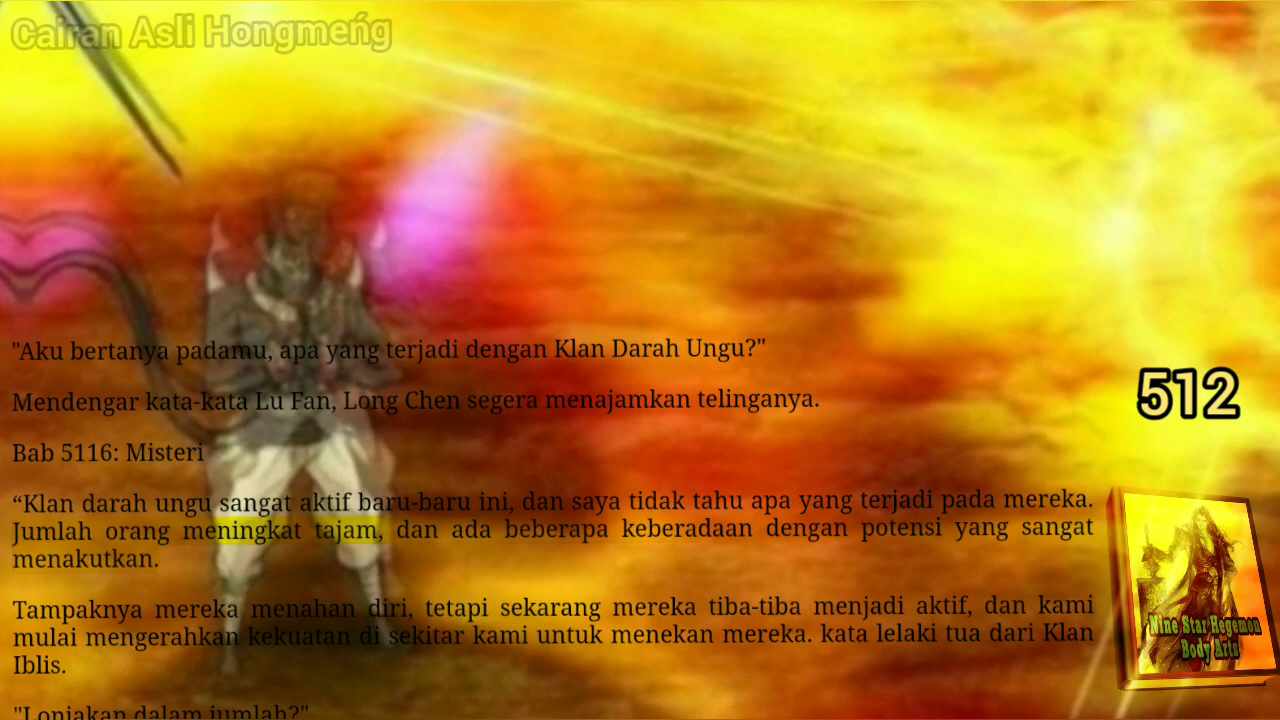 Cairan Asli Hongmeńg
"Aku bertanya padamu, apa yang terjadi dengan Klan Darah Ungu?"
Mendengar kata-kata Lu Fan, Long Chen segera menajamkan telinganya.
512
Bab 5116: Misteri
“Klan darah ungu sangat aktif baru-baru ini, dan saya tidak tahu apa yang terjadi pada mereka.
Jumlah orang meningkat tajam, dan ada beberapa keberadaan dengan potensi yang sangat
menakutkan.
Tampaknya mereka menahan diri, tetapi sekarang mereka tiba-tiba menjadi aktif, dan kami
mulai mengerahkan kekuatan di sekitar kami untuk menekan mereka. kata lelaki tua dari Klan
Iblis.
Nine Star Hegemon
Body Arts
"Lonjakan dalam jumlah?"